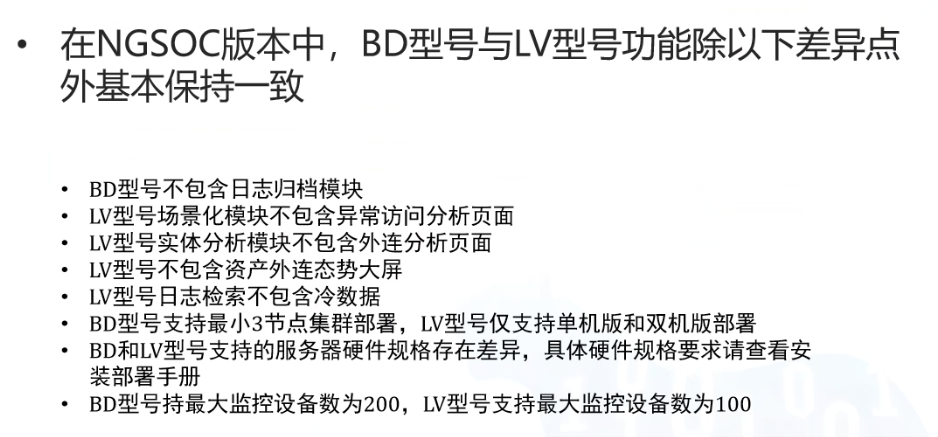 • 在NGSOC版本中，BD型号与LV型号功能除以下差异点
外基本保持一致
• BD型号不包含日志归档模块
• LV型号场景化模块不包含异常访问分析页面
• LV型号实体分析模块不包含外连分析页面
• LV型号不包含资产外连态势大屏
• LV型号日志检索不包含冷数据
• BD型号支持最小3节点集群部署，LV型号仅支持单机版和双机版部署
• BD和LV型号支持的服务器硬件规格存在差异，具体硬件规格要求请查看安
装部署手册
• BD型号持最大监控设备数为200，LV型号支持最大监控设备数为100